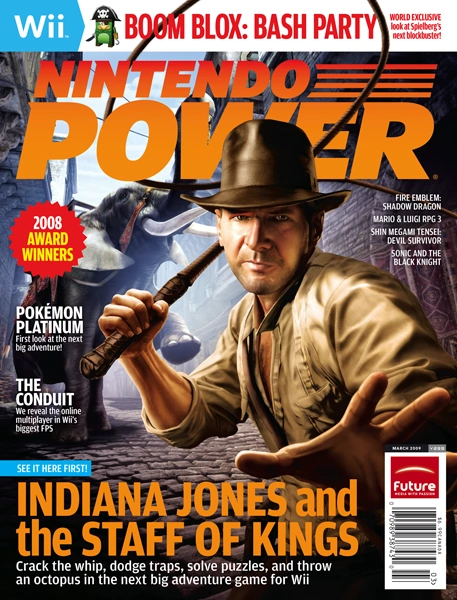 Wii
BOOM BLOX: BASH PARTY
WORLD EXCLUSIVE
look at Spielberg's
next blockbuster!
NINTENDO
POWER®
FIRE EMBLEM:
SHADOW DRAGON
MARIO & LUIGI RPG 3
SHIN MEGAMI TENSEI:
DEVIL SURVIVOR
SONIC AND THE
BLACK KNIGHT
2008
AWARD
WINNERS
POKÉMON
PLATINUM
First look at the next
big adventure!
THE
CONDUIT
We reveal the online
multiplayer in Wii's
biggest FPS
SEE IT HERE FIRST!
INDIANA JONES and
the STAFF OF KINGS
Crack the whip, dodge traps, solve puzzles, and throw
an octopus in the next big adventure game for Wii
MARCH 2009
Future
MEDIA WITH PASSION
03